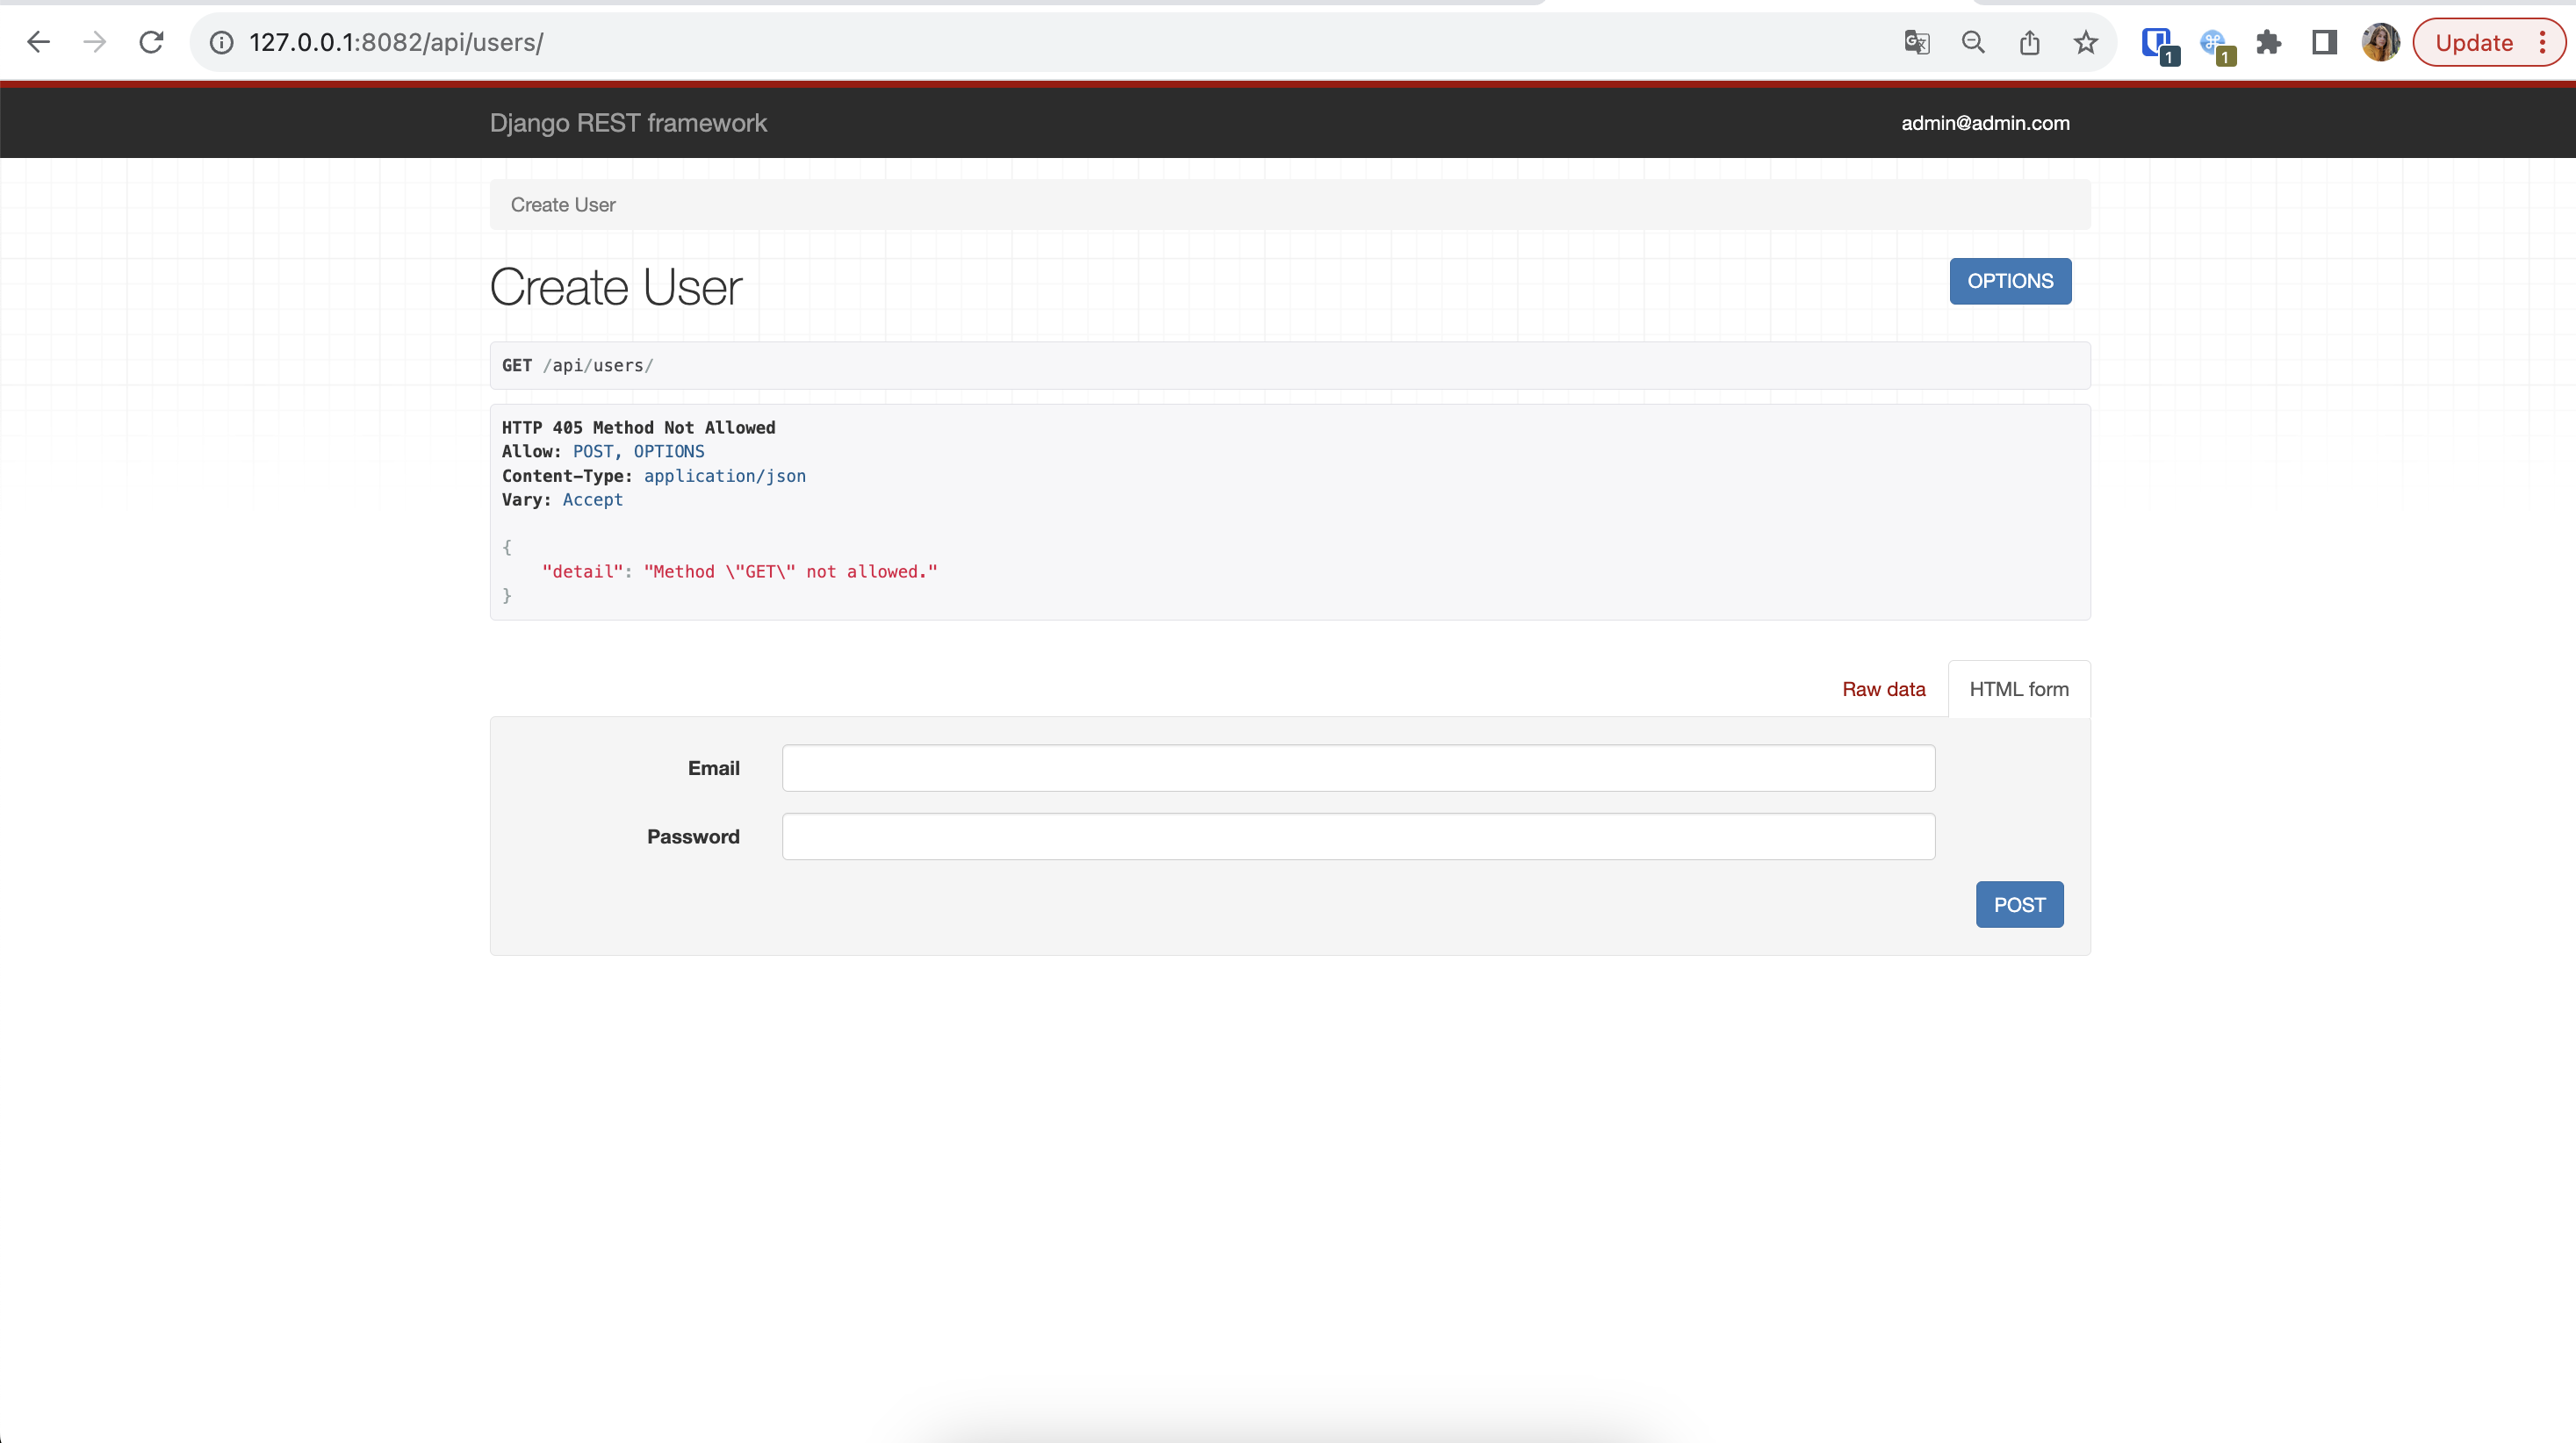 127.0.0.1:8082/api/users/
1
1
Update
Django REST framework
admin@admin.com
Create User
Create User
OPTIONS
GET /api/users/
HTTP 405 Method Not Allowed
Allow: POST, OPTIONS
Content-Type: application/json
Vary: Accept
{
"detail": "Method \"GET\" not allowed."
}
Raw data
HTML form
Email
Password
POST